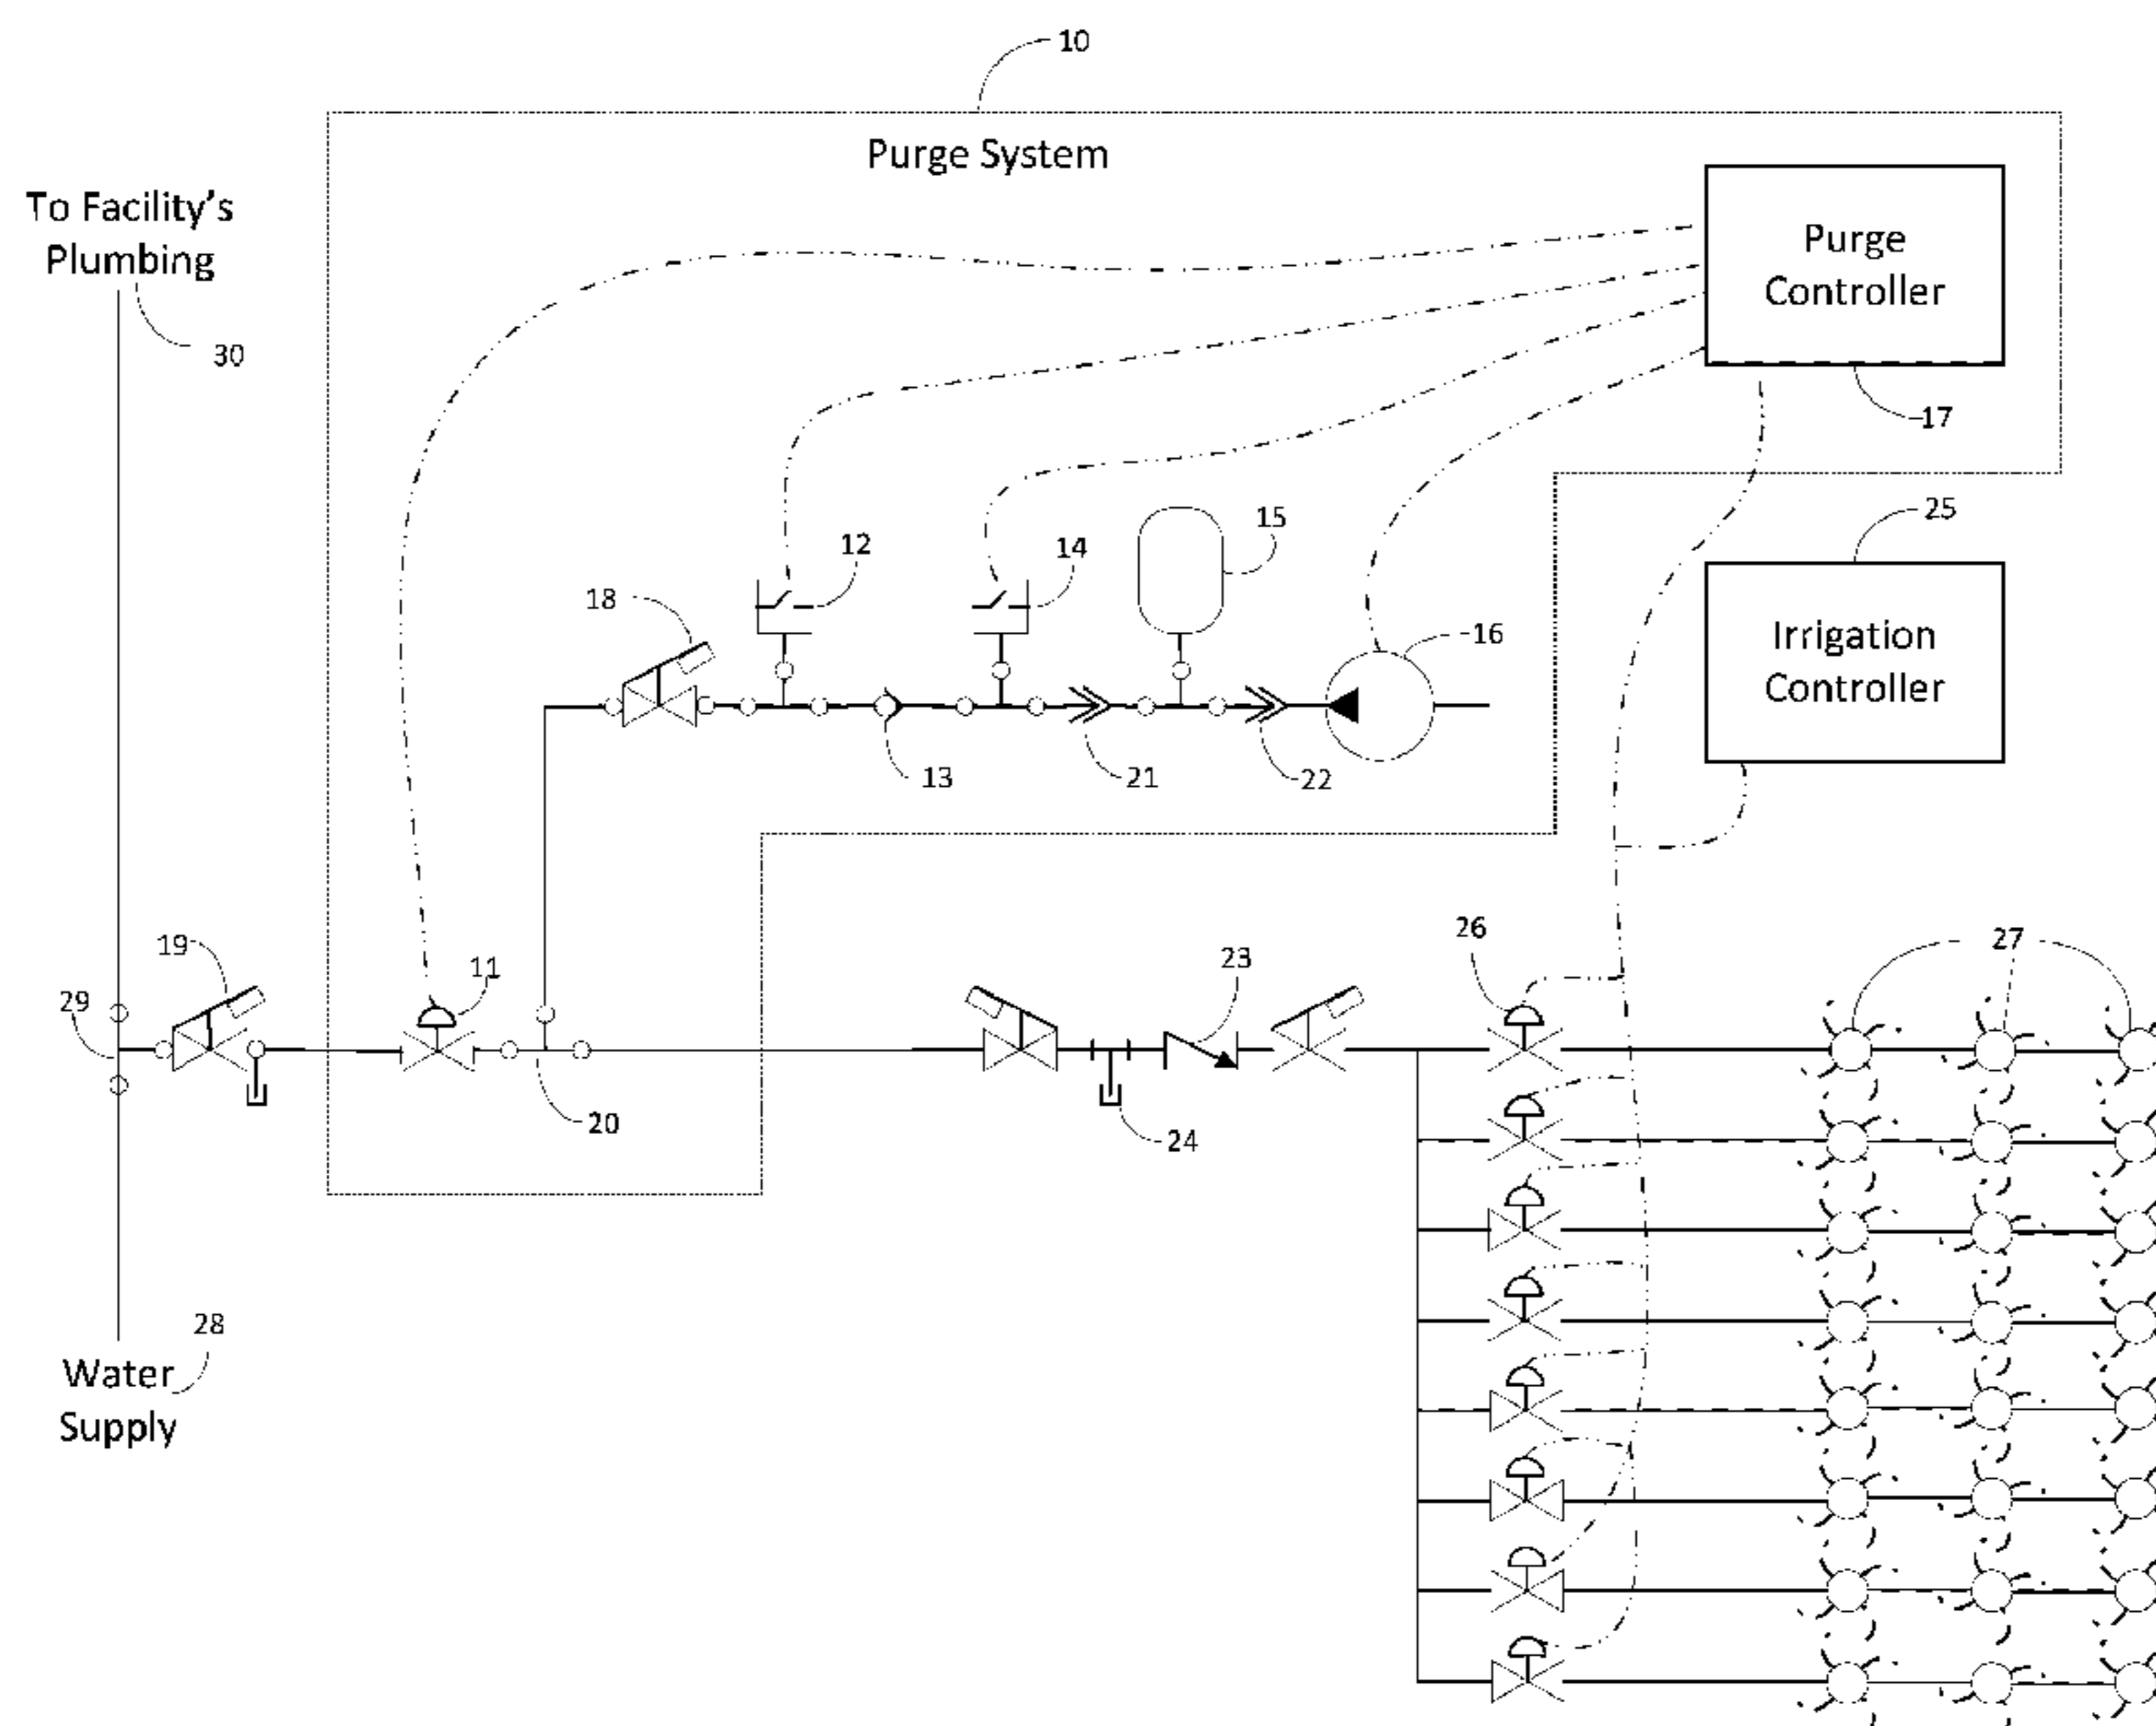 10
Purge System
To Facility's
Plumbing
30
Purge
Controller
17
25
Irrigation
Controller
12
14
15
16
18
13
21
22
19
11
29
20
23
24
26
27
28
Water
Supply